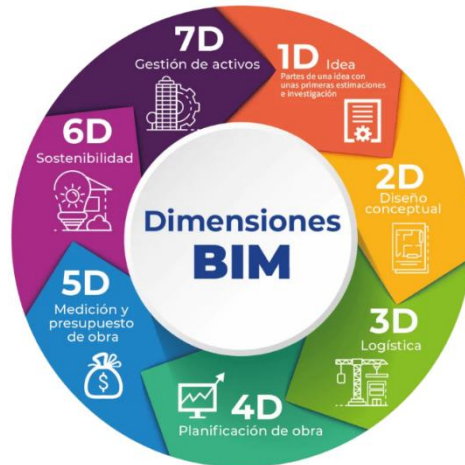 Dimensiones
BIM
1D Idea
Partes de una idea con
unas primeras estimaciones
e investigación
2D
Diseño
conceptual
3D
Logística
4D
Planificación de obra
5D
Medición y
presupuesto
de obra
$
6D
Sostenibilidad
7D
Gestión de activos